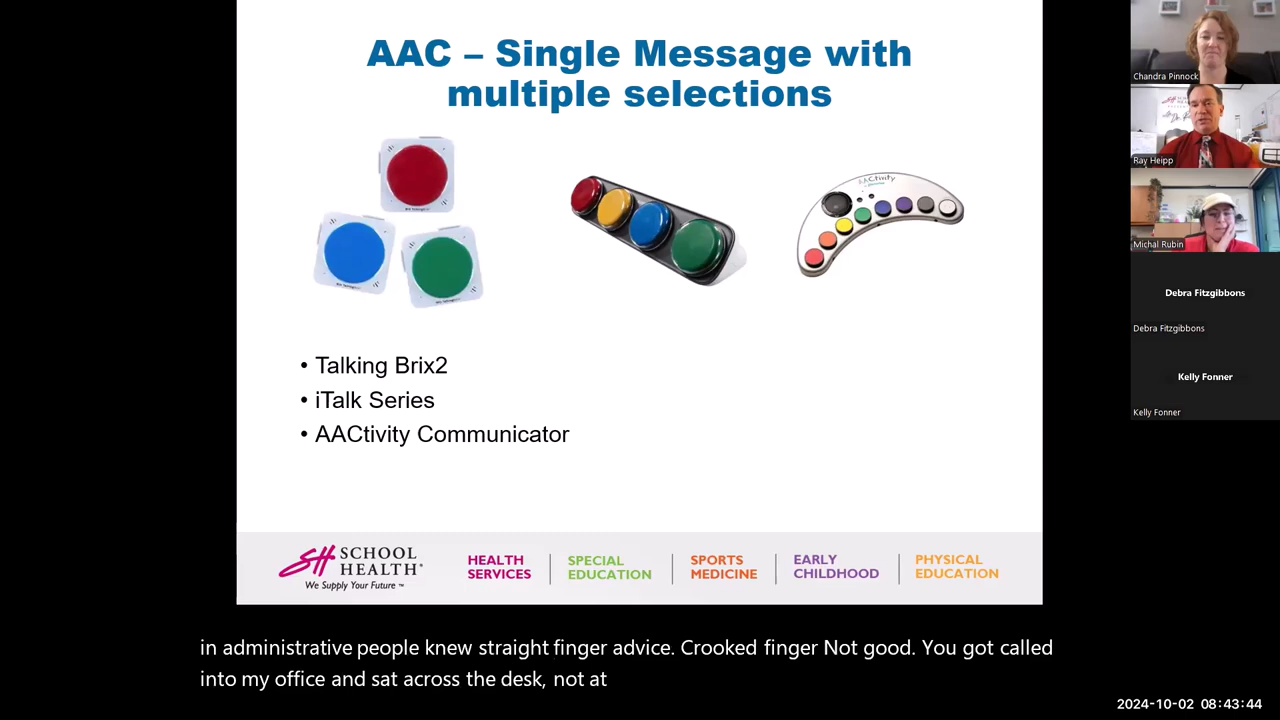 AAC – Single Message with
multiple selections
• Talking Brix2
• iTalk Series
• AACtivity Communicator
SH SCHOOL
HEALTH®
We Supply Your Future ™
HEALTH
SERVICES
SPECIAL
EDUCATION
SPORTS
MEDICINE
EARLY
CHILDHOOD
PHYSICAL
EDUCATION
Chandra Pinnock
Ray Heipp
Michal Rubin
Debra Fitzgibbons
Debra Fitzgibbons
Kelly Fonner
Kelly Fonner
in administrative people knew straight finger advice. Crooked finger Not good. You got called
into my office and sat across the desk, not at
2024-10-02 08:43:44